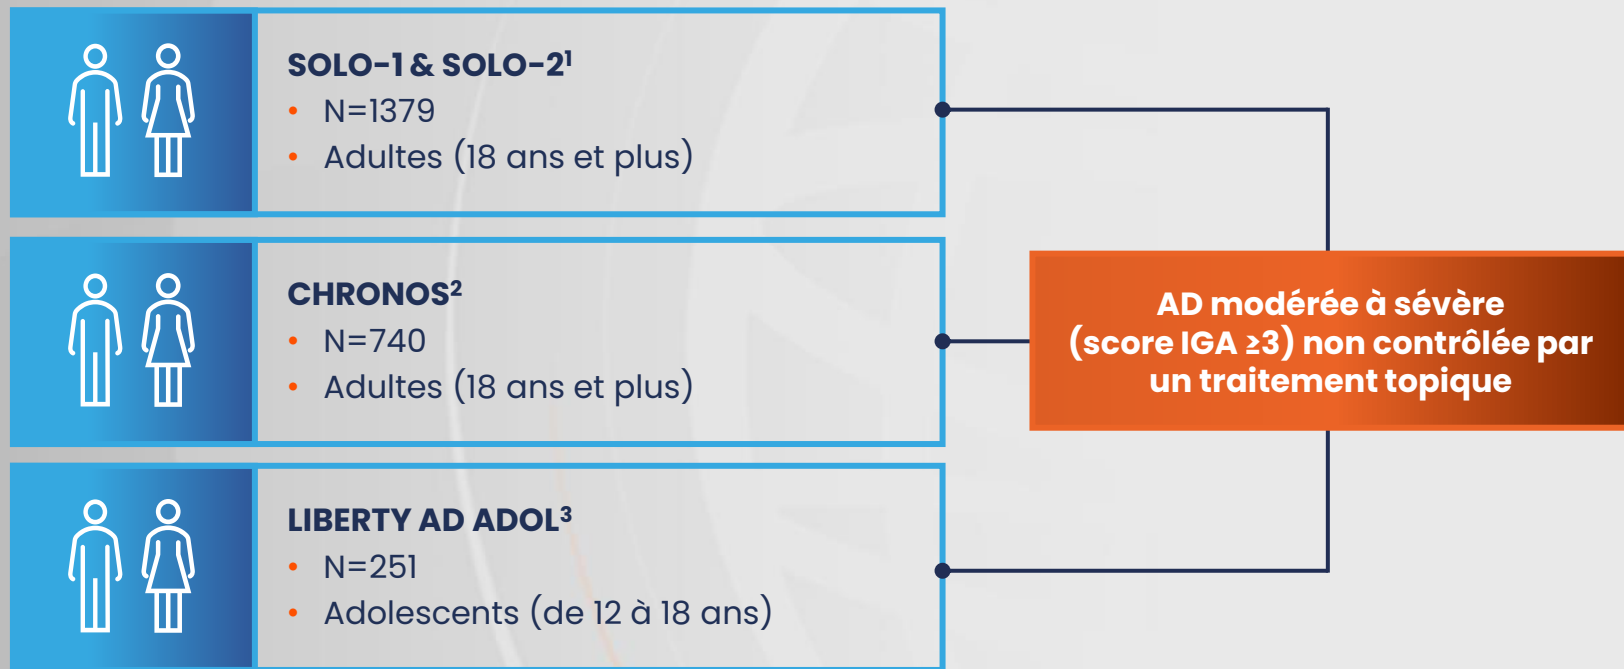 SOLO-1 & SOLO-2¹
• N=1379
• Adultes (18 ans et plus)
CHRONOS²
• N=740
• Adultes (18 ans et plus)
LIBERTY AD ADOL³
• N=251
• Adolescents (de 12 à 18 ans)
AD modérée à sévère
(score IGA ≥3) non contrôlée par
un traitement topique